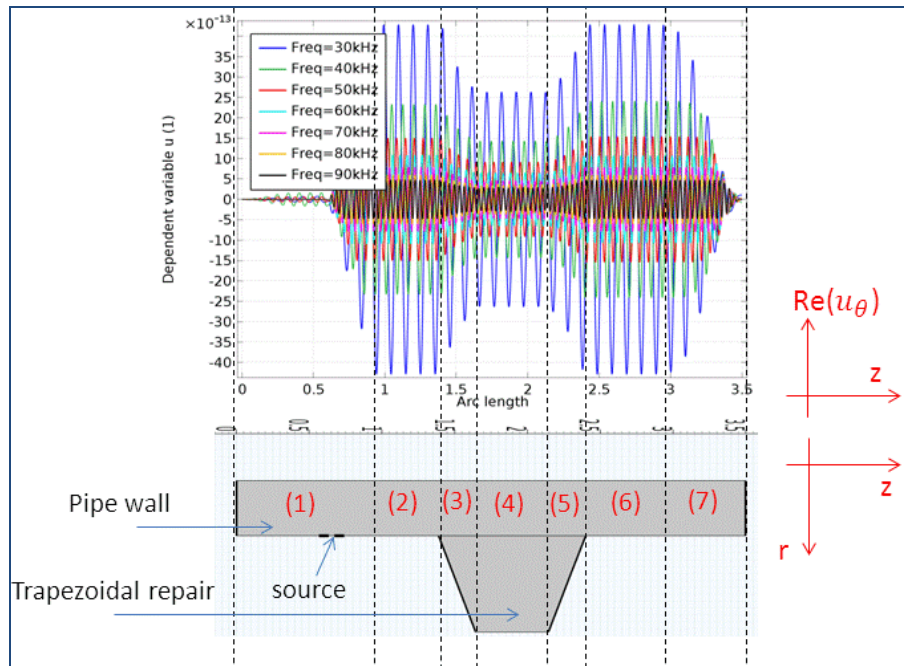 ×10⁻¹³
35
30
25
20
15
10
5
0
-5
-10
-15
-20
-25
-30
-35
-40
Dependent variable u (1)
Freq=30kHz
Freq=40kHz
Freq=50kHz
Freq=60kHz
Freq=70kHz
Freq=80kHz
Freq=90kHz
0 0.5 1 1.5 2 2.5 3 3.5
Arc length
Re(u_θ)
z
0 0.5 1 1.5 2 2.5 3 3.5
z
r
Pipe wall
(1) (2) (3) (4) (5) (6) (7)
source
Trapezoidal repair